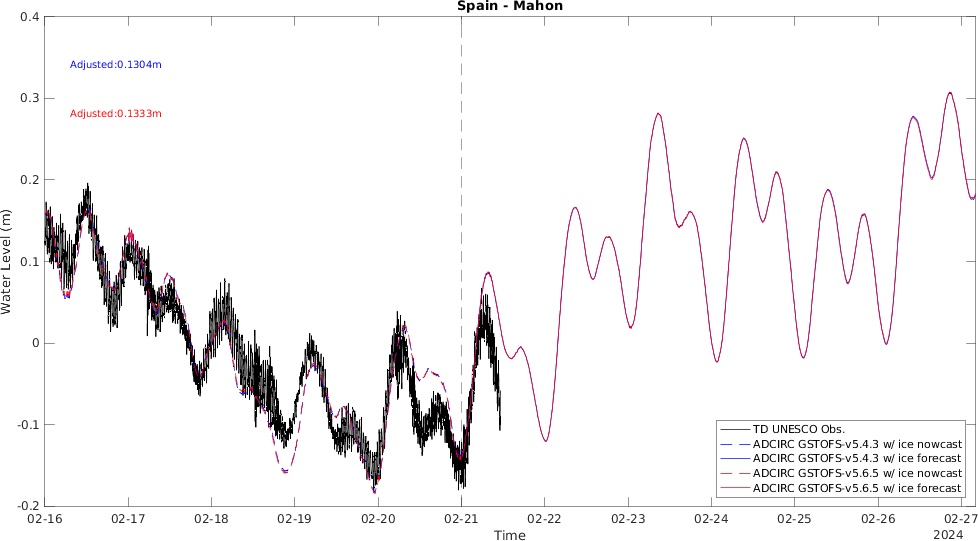 Spain - Mahon
0.4
0.3
0.2
0.1
0
-0.1
-0.2
Water Level (m)
Adjusted:0.1304m
Adjusted:0.1333m
TD UNESCO Obs.
ADCIRC GSTOFS-v5.4.3 w/ ice nowcast
ADCIRC GSTOFS-v5.4.3 w/ ice forecast
ADCIRC GSTOFS-v5.6.5 w/ ice nowcast
ADCIRC GSTOFS-v5.6.5 w/ ice forecast
02-16 02-17 02-18 02-19 02-20 02-21 02-22 02-23 02-24 02-25 02-26 02-27
Time
2024